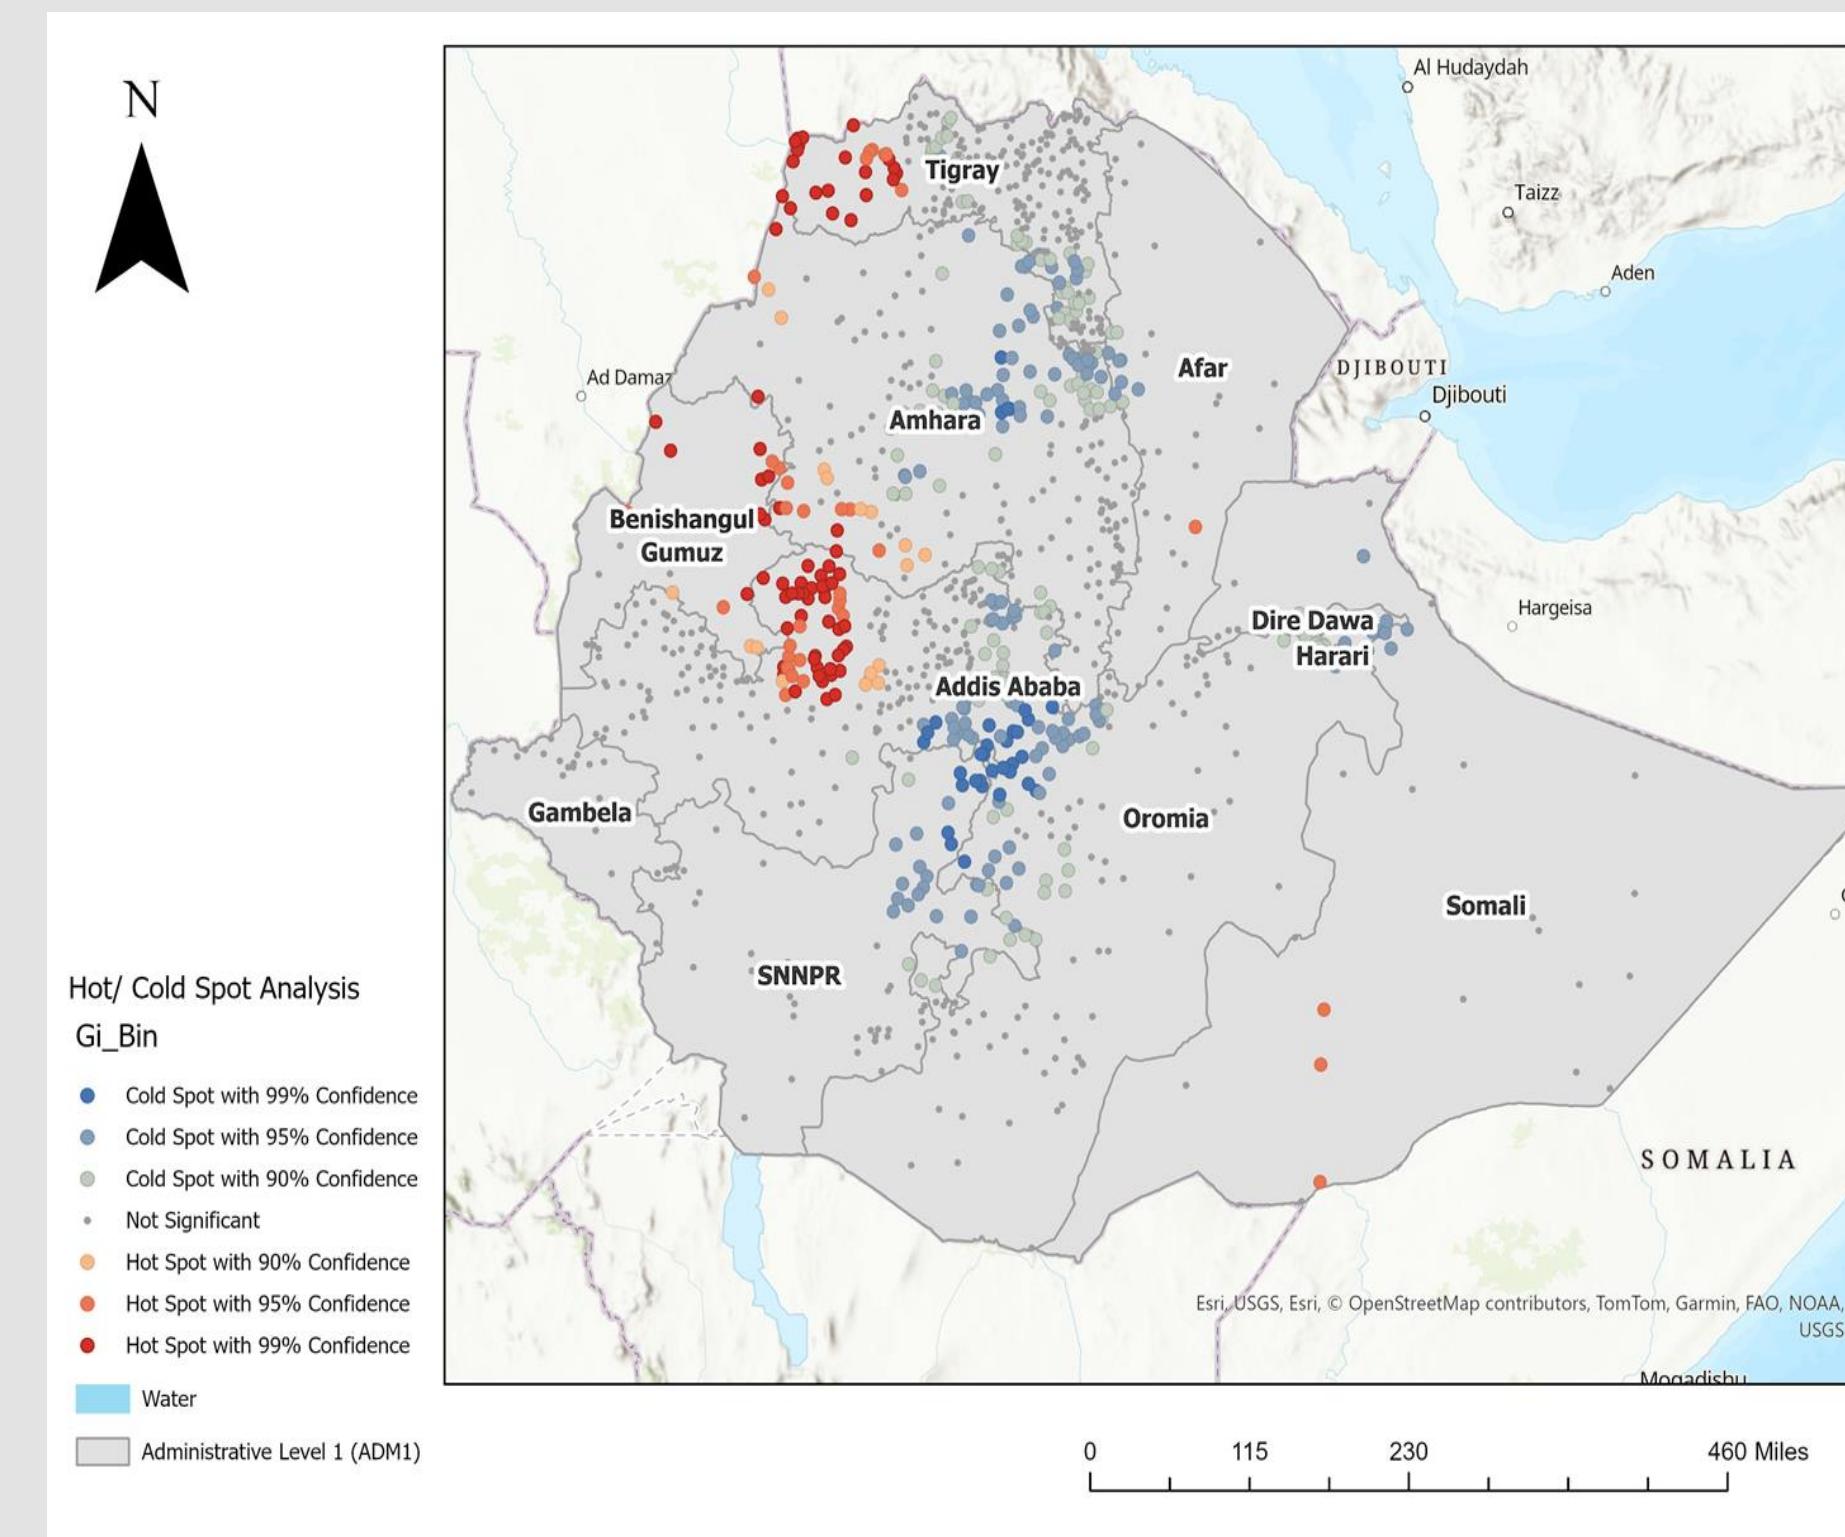 N
Al Hudaydah
Taizz
Aden
Tigray
Afar
DJIBOUTI
Djibouti
Ad Damaz
Amhara
Benishangul
Gumuz
Hargeisa
Dire Dawa
Harari
Addis Ababa
Gambela
Oromia
Somali
SNNPR
SOMALIA
Esri, USGS, Esri, © OpenStreetMap contributors, TomTom, Garmin, FAO, NOAA,
USGS
Mogadishu
Hot/ Cold Spot Analysis
Gi_Bin
Cold Spot with 99% Confidence
Cold Spot with 95% Confidence
Cold Spot with 90% Confidence
Not Significant
Hot Spot with 90% Confidence
Hot Spot with 95% Confidence
Hot Spot with 99% Confidence
Water
Administrative Level 1 (ADM1)
0 115 230 460 Miles